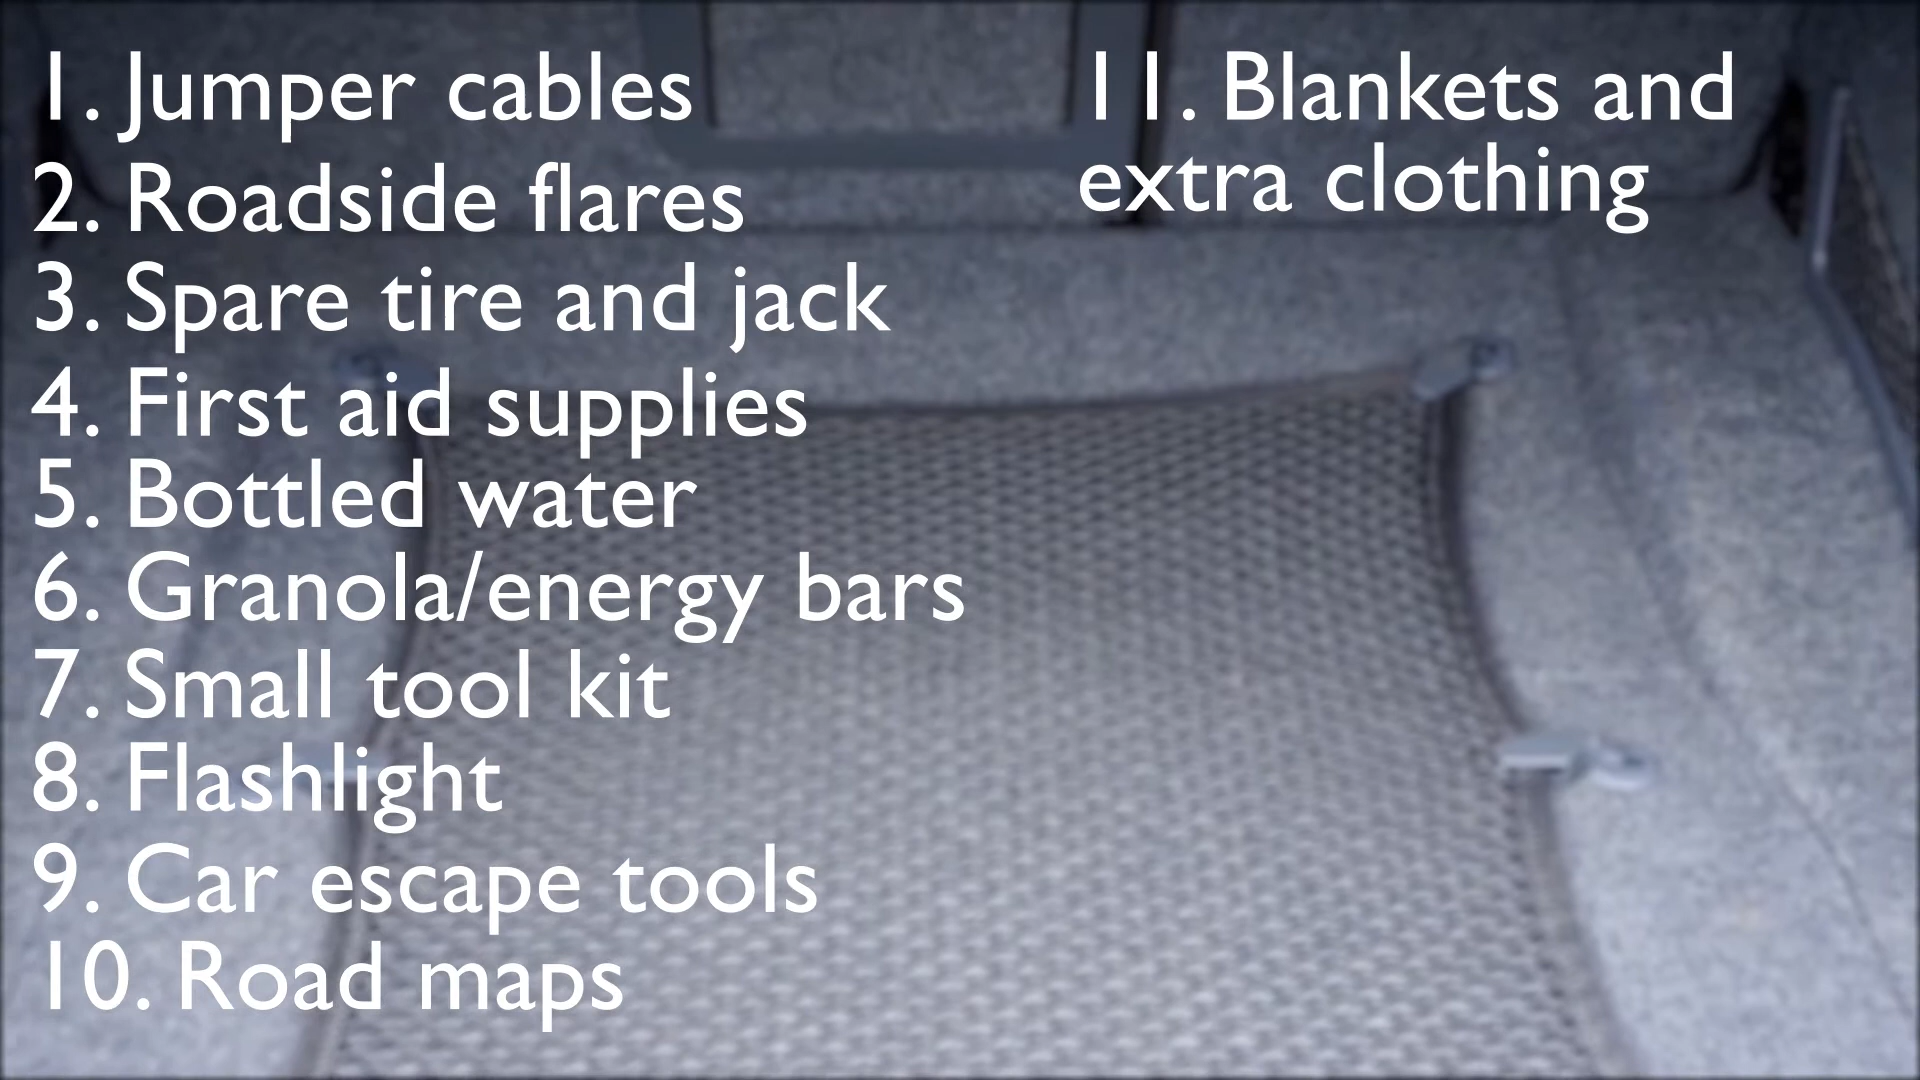 1. Jumper cables
2. Roadside flares
3. Spare tire and jack
4. First aid supplies
5. Bottled water
6. Granola/energy bars
7. Small tool kit
8. Flashlight
9. Car escape tools
10. Road maps
11. Blankets and
extra clothing